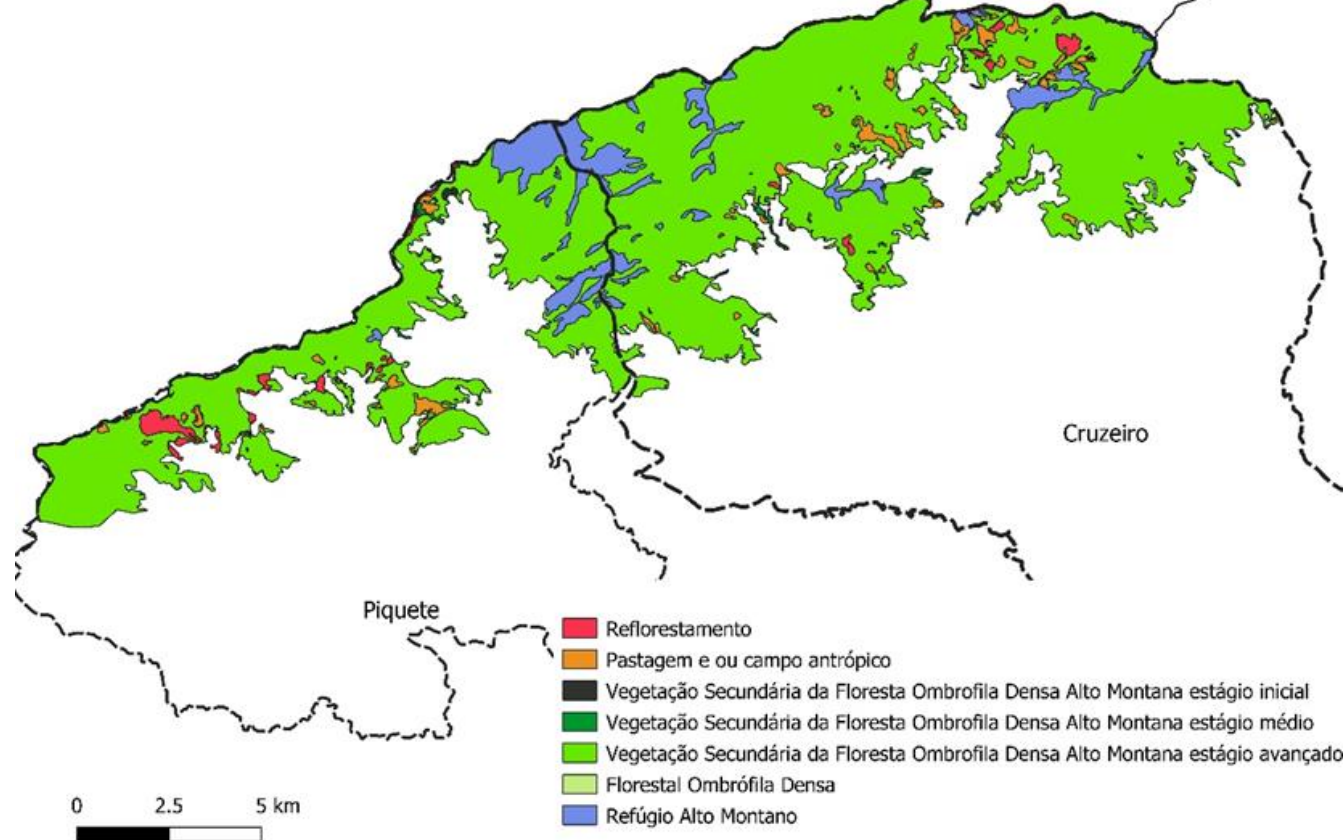 Cruzeiro
Piquete
Reflorestamento
Pastagem e ou campo antrópico
Vegetação Secundária da Floresta Ombrofila Densa Alto Montana estágio inicial
Vegetação Secundária da Floresta Ombrofila Densa Alto Montana estágio médio
Vegetação Secundária da Floresta Ombrofila Densa Alto Montana estágio avançado
Florestal Ombrófila Densa
Refúgio Alto Montano
0 2.5 5 km